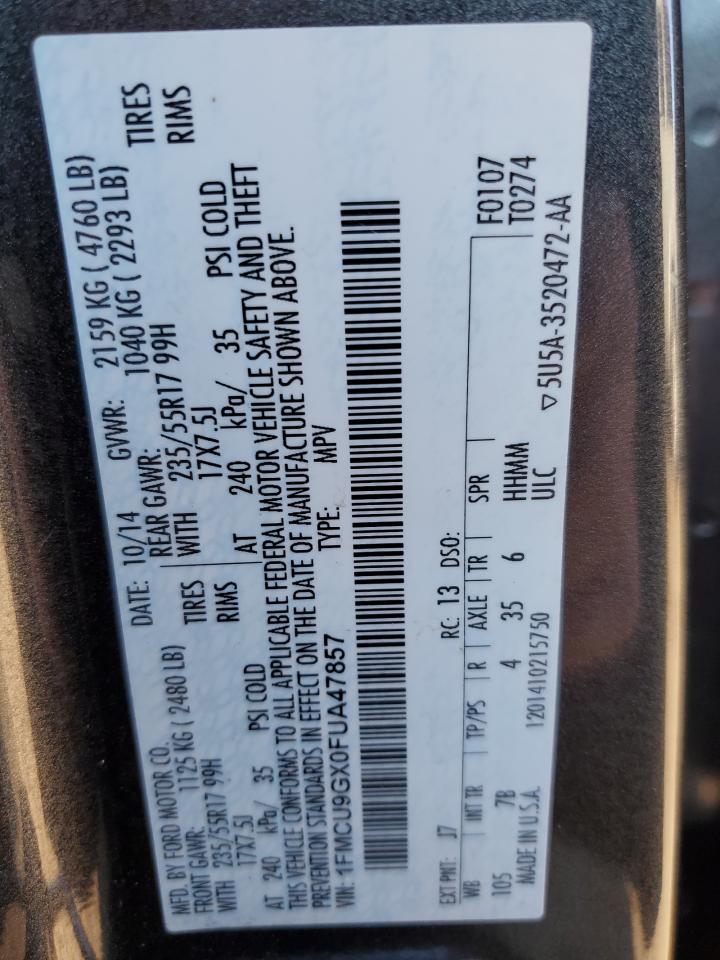 MFD. BY FORD MOTOR CO. DATE: 10/14 GVWR: 2159 KG ( 4760 LB)
FRONT GAWR: 1125 KG ( 2480 LB) REAR GAWR: 1040 KG ( 2293 LB)
WITH 235/55R17 99H TIRES WITH 235/55R17 99H TIRES
17X7.5J RIMS 17X7.5J RIMS
AT 240 kPa/ 35 PSI COLD AT 240 kPa/ 35 PSI COLD
THIS VEHICLE CONFORMS TO ALL APPLICABLE FEDERAL MOTOR VEHICLE SAFETY AND THEFT
PREVENTION STANDARDS IN EFFECT ON THE DATE OF MANUFACTURE SHOWN ABOVE.
VIN: 1FMCU9GX0FUA47857 TYPE: MPV
EXT PNT: J7 RC: 13 DSO:
WB INT TR TP/PS R AXLE TR SPR F0107
105 7B 4 35 6 HHMM T0274
MADE IN U.S.A. 1201410215750 ULC ▽5U5A-3520472-AA